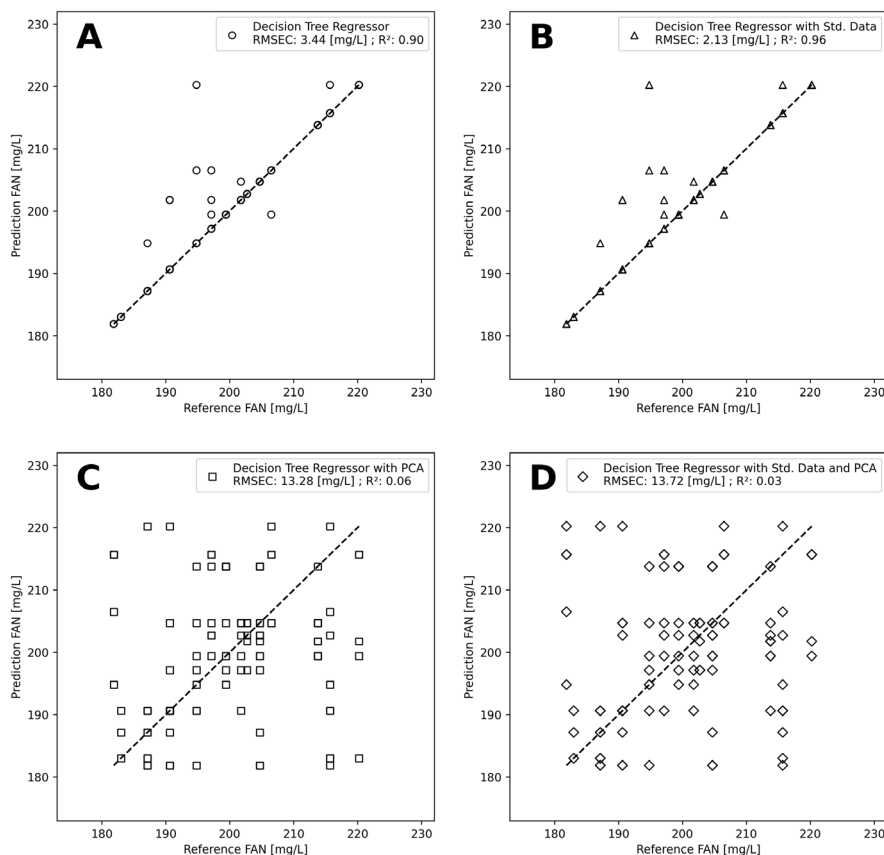 A
Decision Tree Regressor
RMSEC: 3.44 [mg/L] ; R²: 0.90
Prediction FAN [mg/L]
220
210
200
190
180
180 190 200 210 220 230
Reference FAN [mg/L]
B
Decision Tree Regressor with Std. Data
RMSEC: 2.13 [mg/L] ; R²: 0.96
Prediction FAN [mg/L]
230
220
210
200
190
180
180 190 200 210 220 230
Reference FAN [mg/L]
C
Decision Tree Regressor with PCA
RMSEC: 13.28 [mg/L] ; R²: 0.06
Prediction FAN [mg/L]
230
220
210
200
190
180
180 190 200 210 220 230
Reference FAN [mg/L]
D
Decision Tree Regressor with Std. Data and PCA
RMSEC: 13.72 [mg/L] ; R²: 0.03
Prediction FAN [mg/L]
230
220
210
200
190
180
180 190 200 210 220 230
Reference FAN [mg/L]